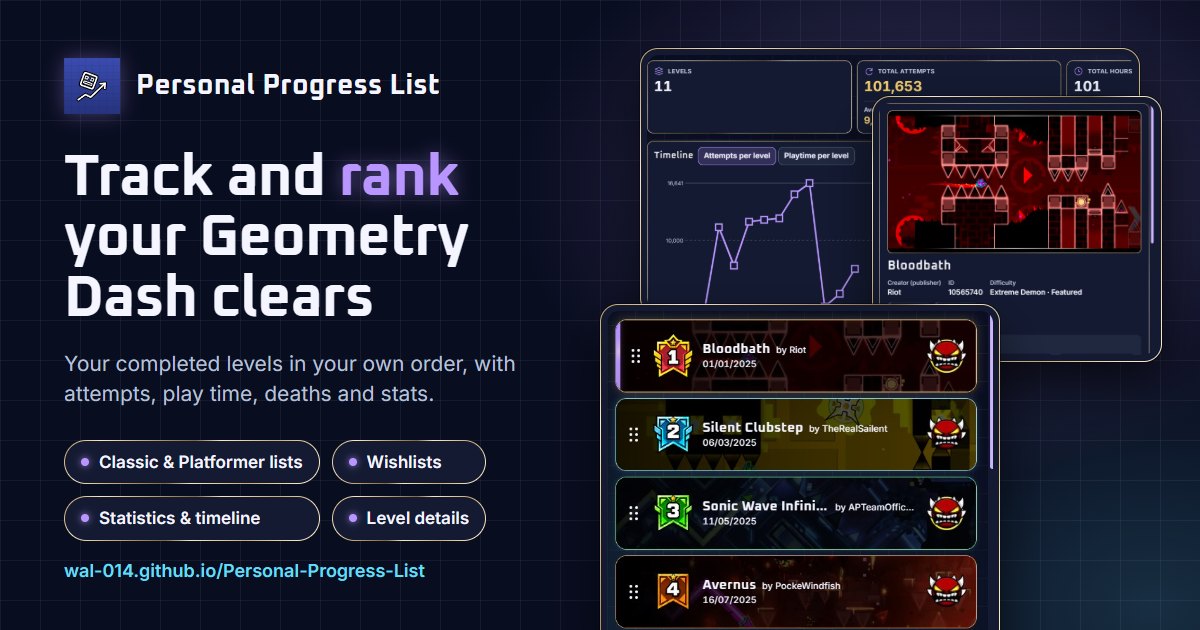 Personal Progress List
Track and rank
your Geometry
Dash clears
Your completed levels in your own order, with
attempts, play time, deaths and stats.
Classic & Platformer lists
Wishlists
Statistics & timeline
Level details
wal-014.github.io/Personal-Progress-List
LEVELS
11
TOTAL ATTEMPTS
101,653
TOTAL HOURS
101
Timeline
Attempts per level
Playtime per level
16,641
10,000
Bloodbath
Creator (publisher) ID Difficulty
Riot 10565740 Extreme Demon · Featured
1
Bloodbath by Riot
01/01/2025
2
Silent Clubstep by TheRealSailent
06/03/2025
3
Sonic Wave Infini... by APTeamOffic...
11/05/2025
4
Avernus by PockeWindfish
16/07/2025